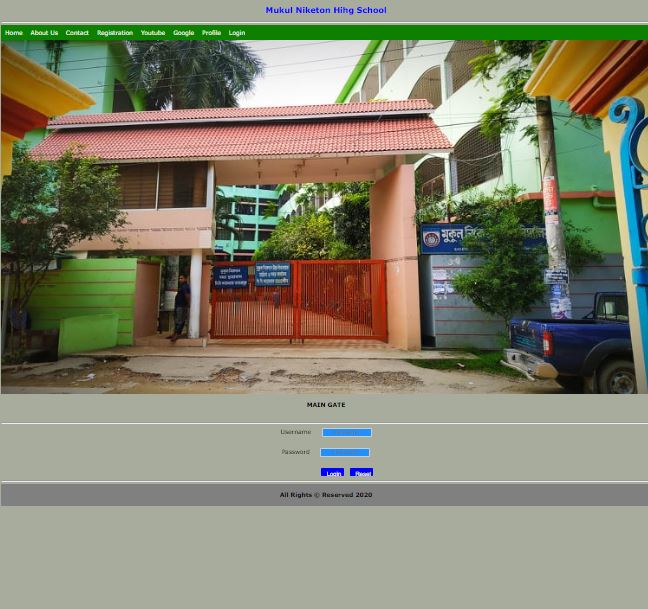 Mukul Niketon Hihg School
Home About Us Contact Registration Youtube Google Profile Login
মুকুল
MAIN GATE
Username
Password
Login Reset
All Rights © Reserved 2020